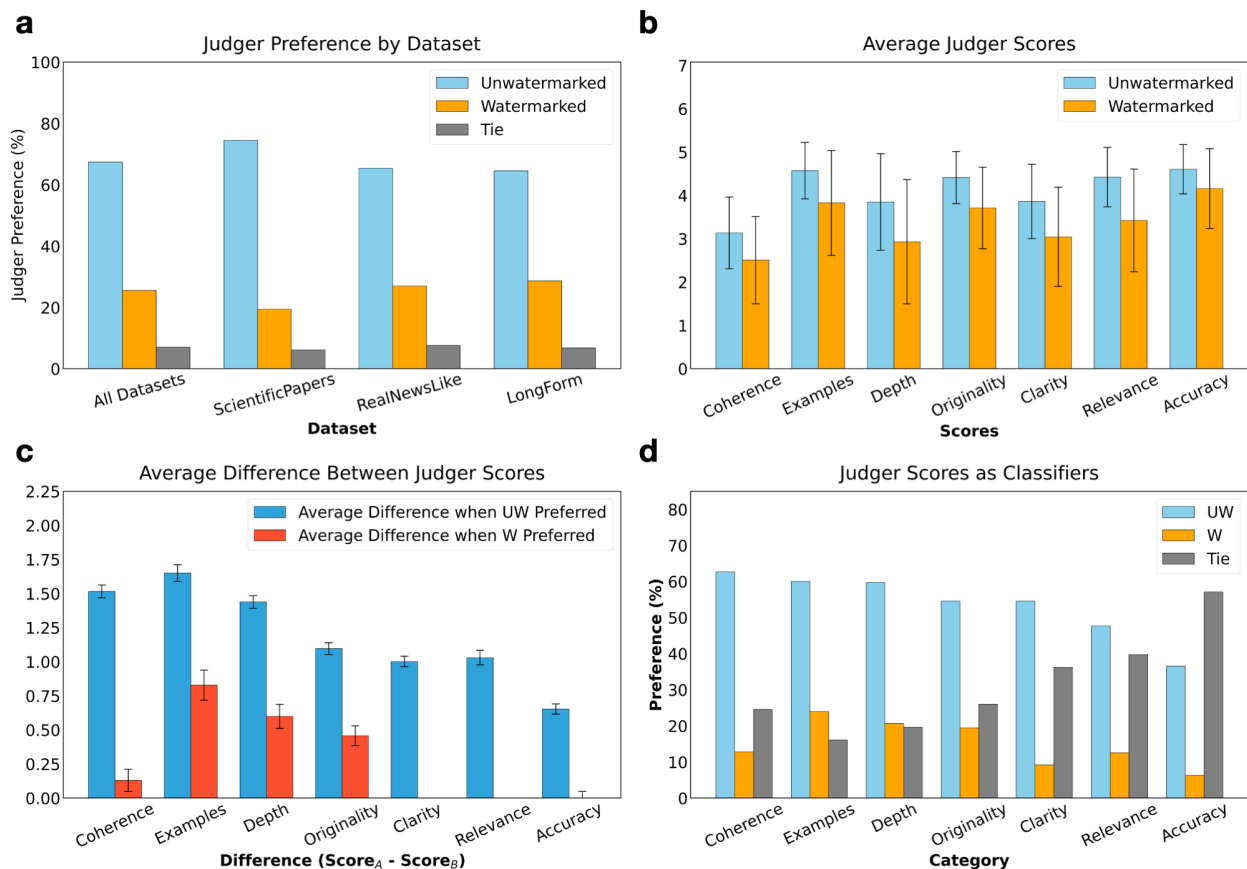 a
Judger Preference by Dataset
Judger Preference (%)
100
80
60
40
20
0
Unwatermarked
Watermarked
Tie
All Datasets
ScientificPapers
RealNewsLike
LongForm
Dataset
b
Average Judger Scores
7
6
5
4
3
2
1
0
Unwatermarked
Watermarked
Coherence
Examples
Depth
Originality
Clarity
Relevance
Accuracy
Scores
c
Average Difference Between Judger Scores
2.25
2.00
1.75
1.50
1.25
1.00
0.75
0.50
0.25
0.00
Average Difference when UW Preferred
Average Difference when W Preferred
Coherence
Examples
Depth
Originality
Clarity
Relevance
Accuracy
Difference (Score_A - Score_B)
d
Judger Scores as Classifiers
Preference (%)
80
70
60
50
40
30
20
10
0
UW
W
Tie
Coherence
Examples
Depth
Originality
Clarity
Relevance
Accuracy
Category